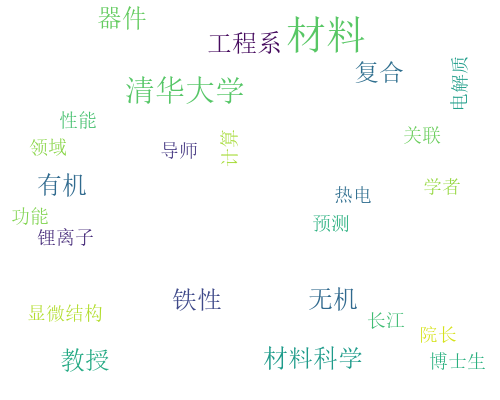 器件
工程系
材料
复合
电解质
清华大学
性能
领域
导师
计算
关联
有机
热电
学者
功能
预测
锂离子
铁性
无机
显微结构
长江
院长
教授
材料科学
博士生